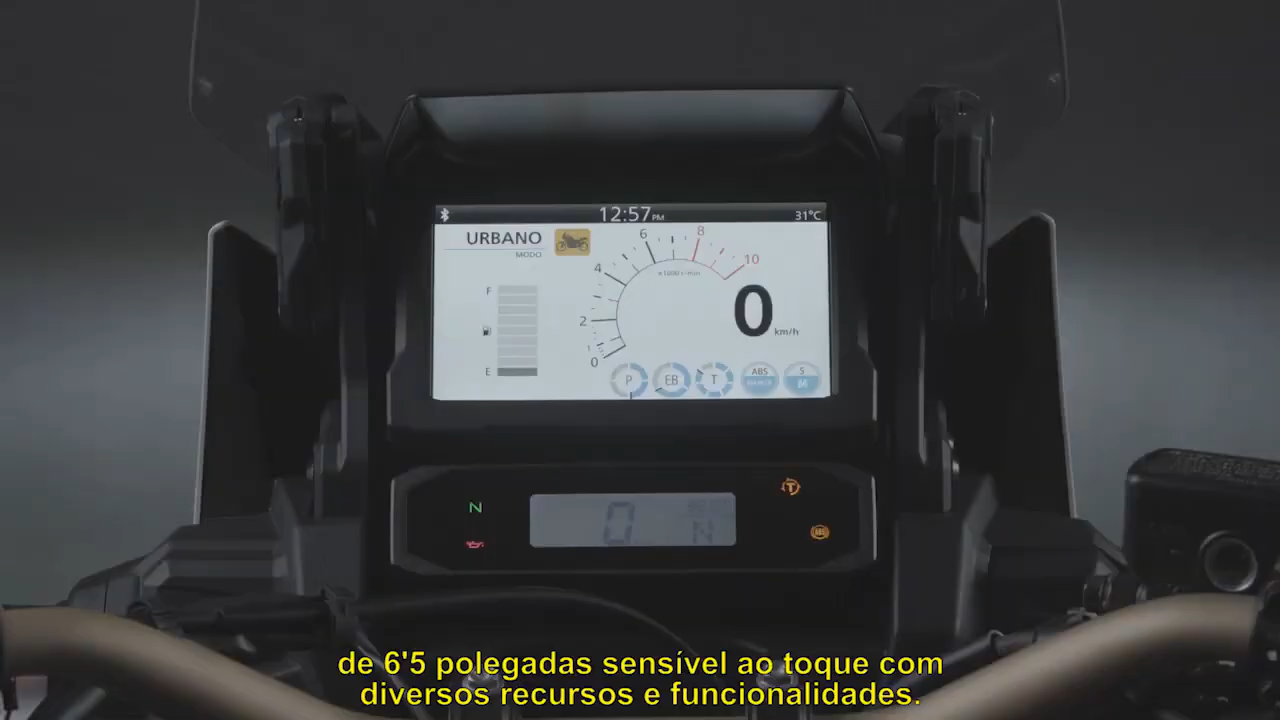 12:57 PM
31°C
URBANO
MODO
F
E
0
2
4
6
8
10
x1000 r/min
0
km/h
P
EB
T
ABS
S
M
N
0
N
T
ABS
de 6'5 polegadas sensível ao toque com
diversos recursos e funcionalidades.